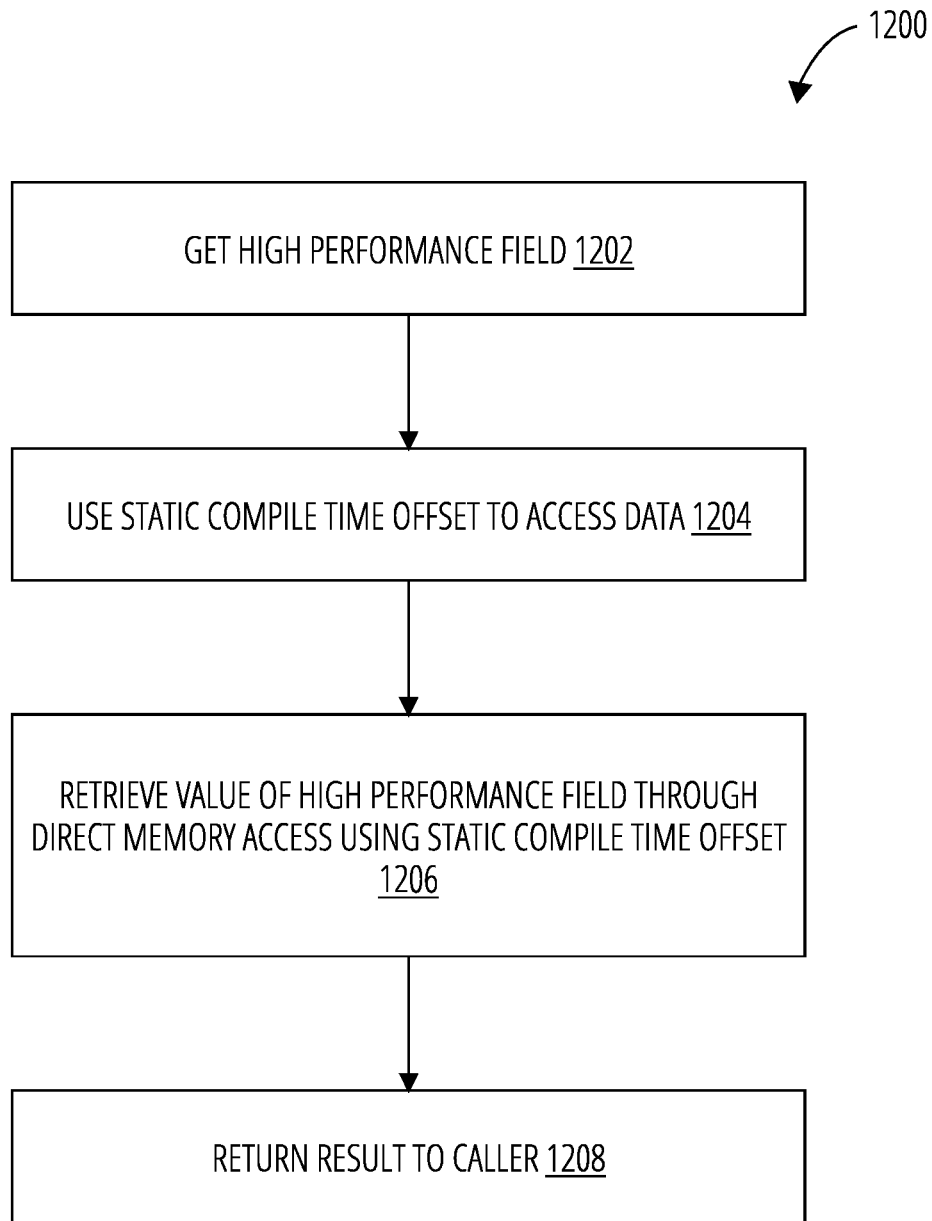 1200
GET HIGH PERFORMANCE FIELD 1202
USE STATIC COMPILE TIME OFFSET TO ACCESS DATA 1204
RETRIEVE VALUE OF HIGH PERFORMANCE FIELD THROUGH
DIRECT MEMORY ACCESS USING STATIC COMPILE TIME OFFSET
1206
RETURN RESULT TO CALLER 1208